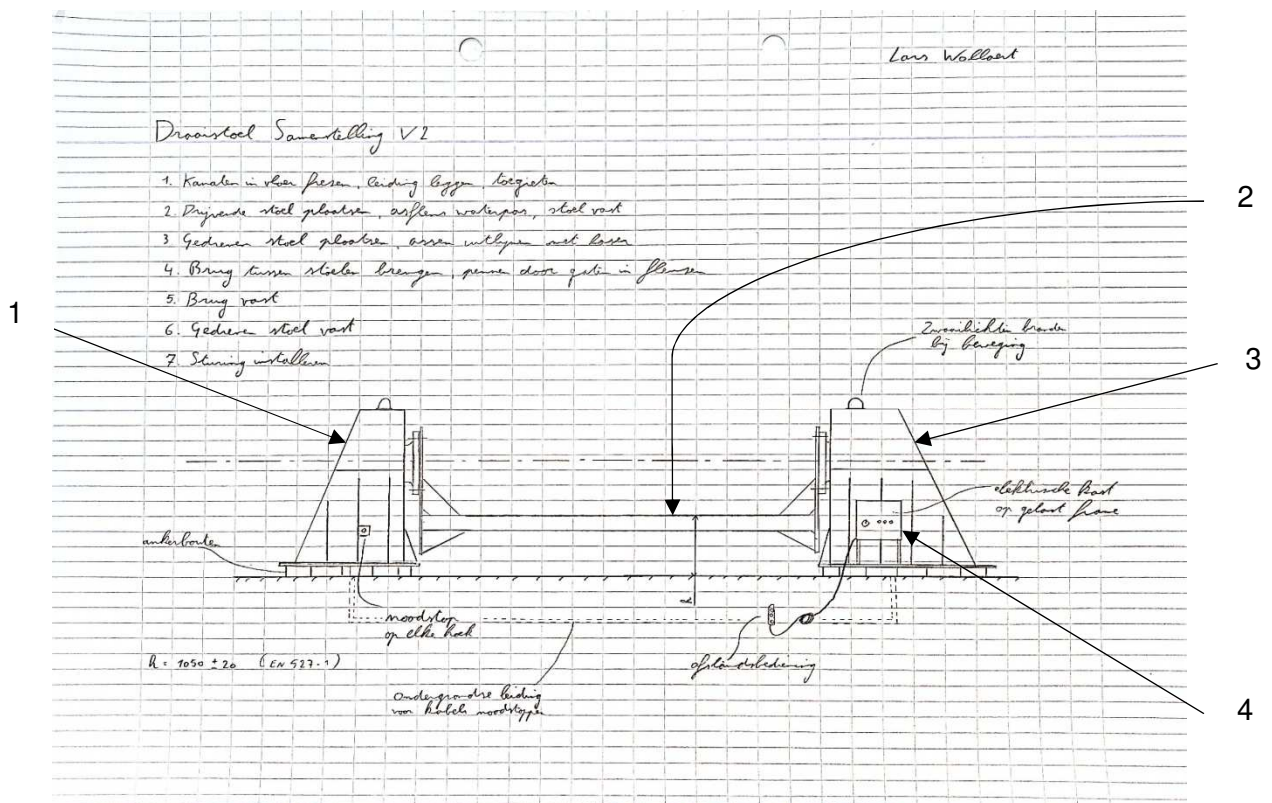 Lars Wollaert
Draaistoel Samenstelling V2
1. Kanalen in vloer frezen, leiding leggen, toegieten
2. Drijvende stoel plaatsen, asflens waterpas, stoel vast
3 Gedreven stoel plaatsen, assen uitlijnen met laser
4. Brug tussen stoelen brengen, pennen door gaten in flensen
5. Brug vast
6. Gedreven stoel vast
7 Sturing installeren
1
2
3
4
Zwaailichten branden
bij beweging
elektrische kast
op gelast frame
ankerbouten
noodstop
op elke hoek
h
h = 1050 ± 20 (EN 527-1)
afstandsbediening
Ondergrondse leiding
voor kabels noodstoppen